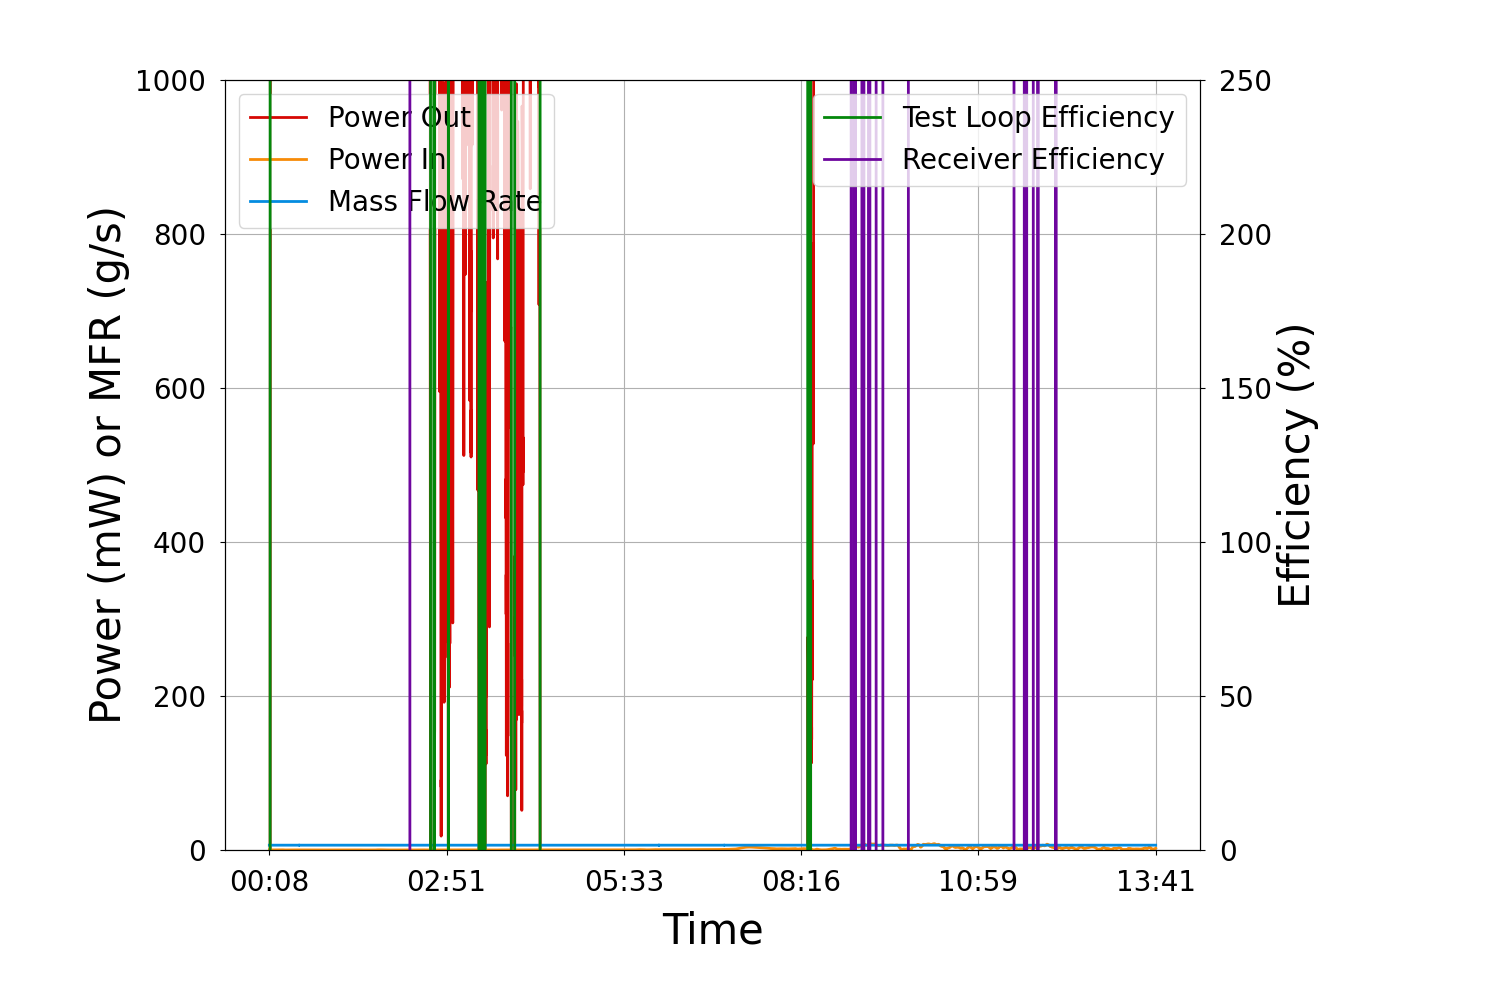 1000
800
600
400
200
0
Power (mW) or MFR (g/s)
Power Out
Power In
Mass Flow Rate
Test Loop Efficiency
Receiver Efficiency
250
200
150
100
50
0
Efficiency (%)
00:08 02:51 05:33 08:16 10:59 13:41
Time